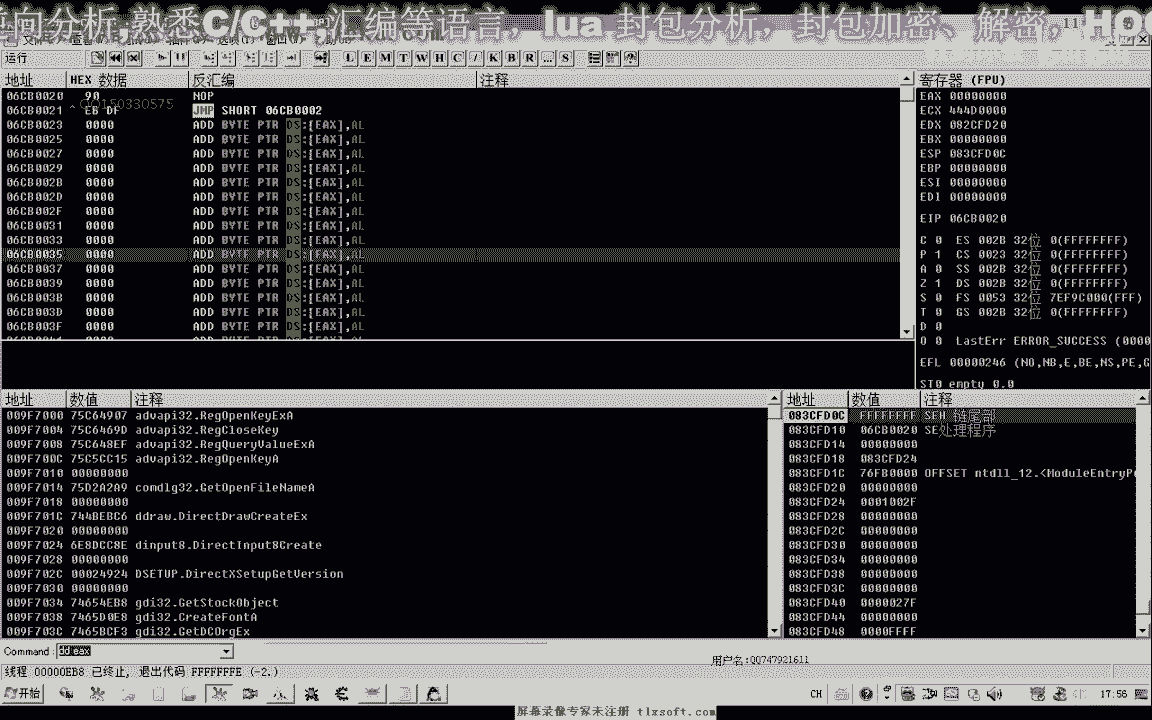 向分析 熟悉C/C++,汇编等语言，lua 封包分析，封包加密、解密，HO
运行 L E M T W H C / K B R ... S
地址 HEX 数据 反汇编 注释 寄存器 (FPU)
06CB0020 90 NOP
QQ150330575
06CB0021 EB DF JMP SHORT 06CB0002
06CB0023 0000 ADD BYTE PTR DS:[EAX],AL
06CB0025 0000 ADD BYTE PTR DS:[EAX],AL
06CB0027 0000 ADD BYTE PTR DS:[EAX],AL
06CB0029 0000 ADD BYTE PTR DS:[EAX],AL
06CB002B 0000 ADD BYTE PTR DS:[EAX],AL
06CB002D 0000 ADD BYTE PTR DS:[EAX],AL
06CB002F 0000 ADD BYTE PTR DS:[EAX],AL
06CB0031 0000 ADD BYTE PTR DS:[EAX],AL
06CB0033 0000 ADD BYTE PTR DS:[EAX],AL
06CB0035 0000 ADD BYTE PTR DS:[EAX],AL
06CB0037 0000 ADD BYTE PTR DS:[EAX],AL
06CB0039 0000 ADD BYTE PTR DS:[EAX],AL
06CB003B 0000 ADD BYTE PTR DS:[EAX],AL
06CB003D 0000 ADD BYTE PTR DS:[EAX],AL
06CB003F 0000 ADD BYTE PTR DS:[EAX],AL
EAX 00000000
ECX 444D0000
EDX 082CFD20
EBX 00000000
ESP 083CFD0C
EBP 00000000
ESI 00000000
EDI 00000000
EIP 06CB0020
C 0 ES 002B 32位 0(FFFFFFFF)
P 1 CS 0023 32位 0(FFFFFFFF)
A 0 SS 002B 32位 0(FFFFFFFF)
Z 1 DS 002B 32位 0(FFFFFFFF)
S 0 FS 0053 32位 7EF9C000(FFF)
T 0 GS 002B 32位 0(FFFFFFFF)
D 0
O 0 LastErr ERROR_SUCCESS (0000
EFL 00000246 (NO,NB,E,BE,NS,PE,G
ST0 empty 0.0
地址 数值 注释
009F7000 75C64907 advapi32.RegOpenKeyExA
009F7004 75C6469D advapi32.RegCloseKey
009F7008 75C648EF advapi32.RegQueryValueExA
009F700C 75C5CC15 advapi32.RegOpenKeyA
009F7010 00000000
009F7014 75D2A2A9 comdlg32.GetOpenFileNameA
009F7018 00000000
009F701C 744BEBC6 ddraw.DirectDrawCreateEx
009F7020 00000000
009F7024 6E8DCC8E dinput8.DirectInput8Create
009F7028 00000000
009F702C 00024924 DSETUP.DirectXSetupGetVersion
009F7030 00000000
009F7034 74654EB8 gdi32.GetStockObject
009F7038 7465D0E8 gdi32.CreateFontA
009F703C 7465BCF3 gdi32.GetDCOrgEx
地址 数值 注释
083CFD0C FFFFFFFF SEH 链尾部
083CFD10 06CB0020 SE处理程序
083CFD14 00000000
083CFD18 083CFD24
083CFD1C 76FB0000 OFFSET ntdll_12.<ModuleEntryP
083CFD20 00000000
083CFD24 0001002F
083CFD28 00000000
083CFD2C 00000000
083CFD30 00000000
083CFD34 00000000
083CFD38 00000000
083CFD3C 00000000
083CFD40 0000027F
083CFD44 00000000
083CFD48 0000FFFF
Command: dd eax
用户名:QQ747921611
线程 00000EB8 已终止, 退出代码 FFFFFFFE (-2.)
开始 CH 17:56
屏幕录像专家未注册 tlxsoft.com